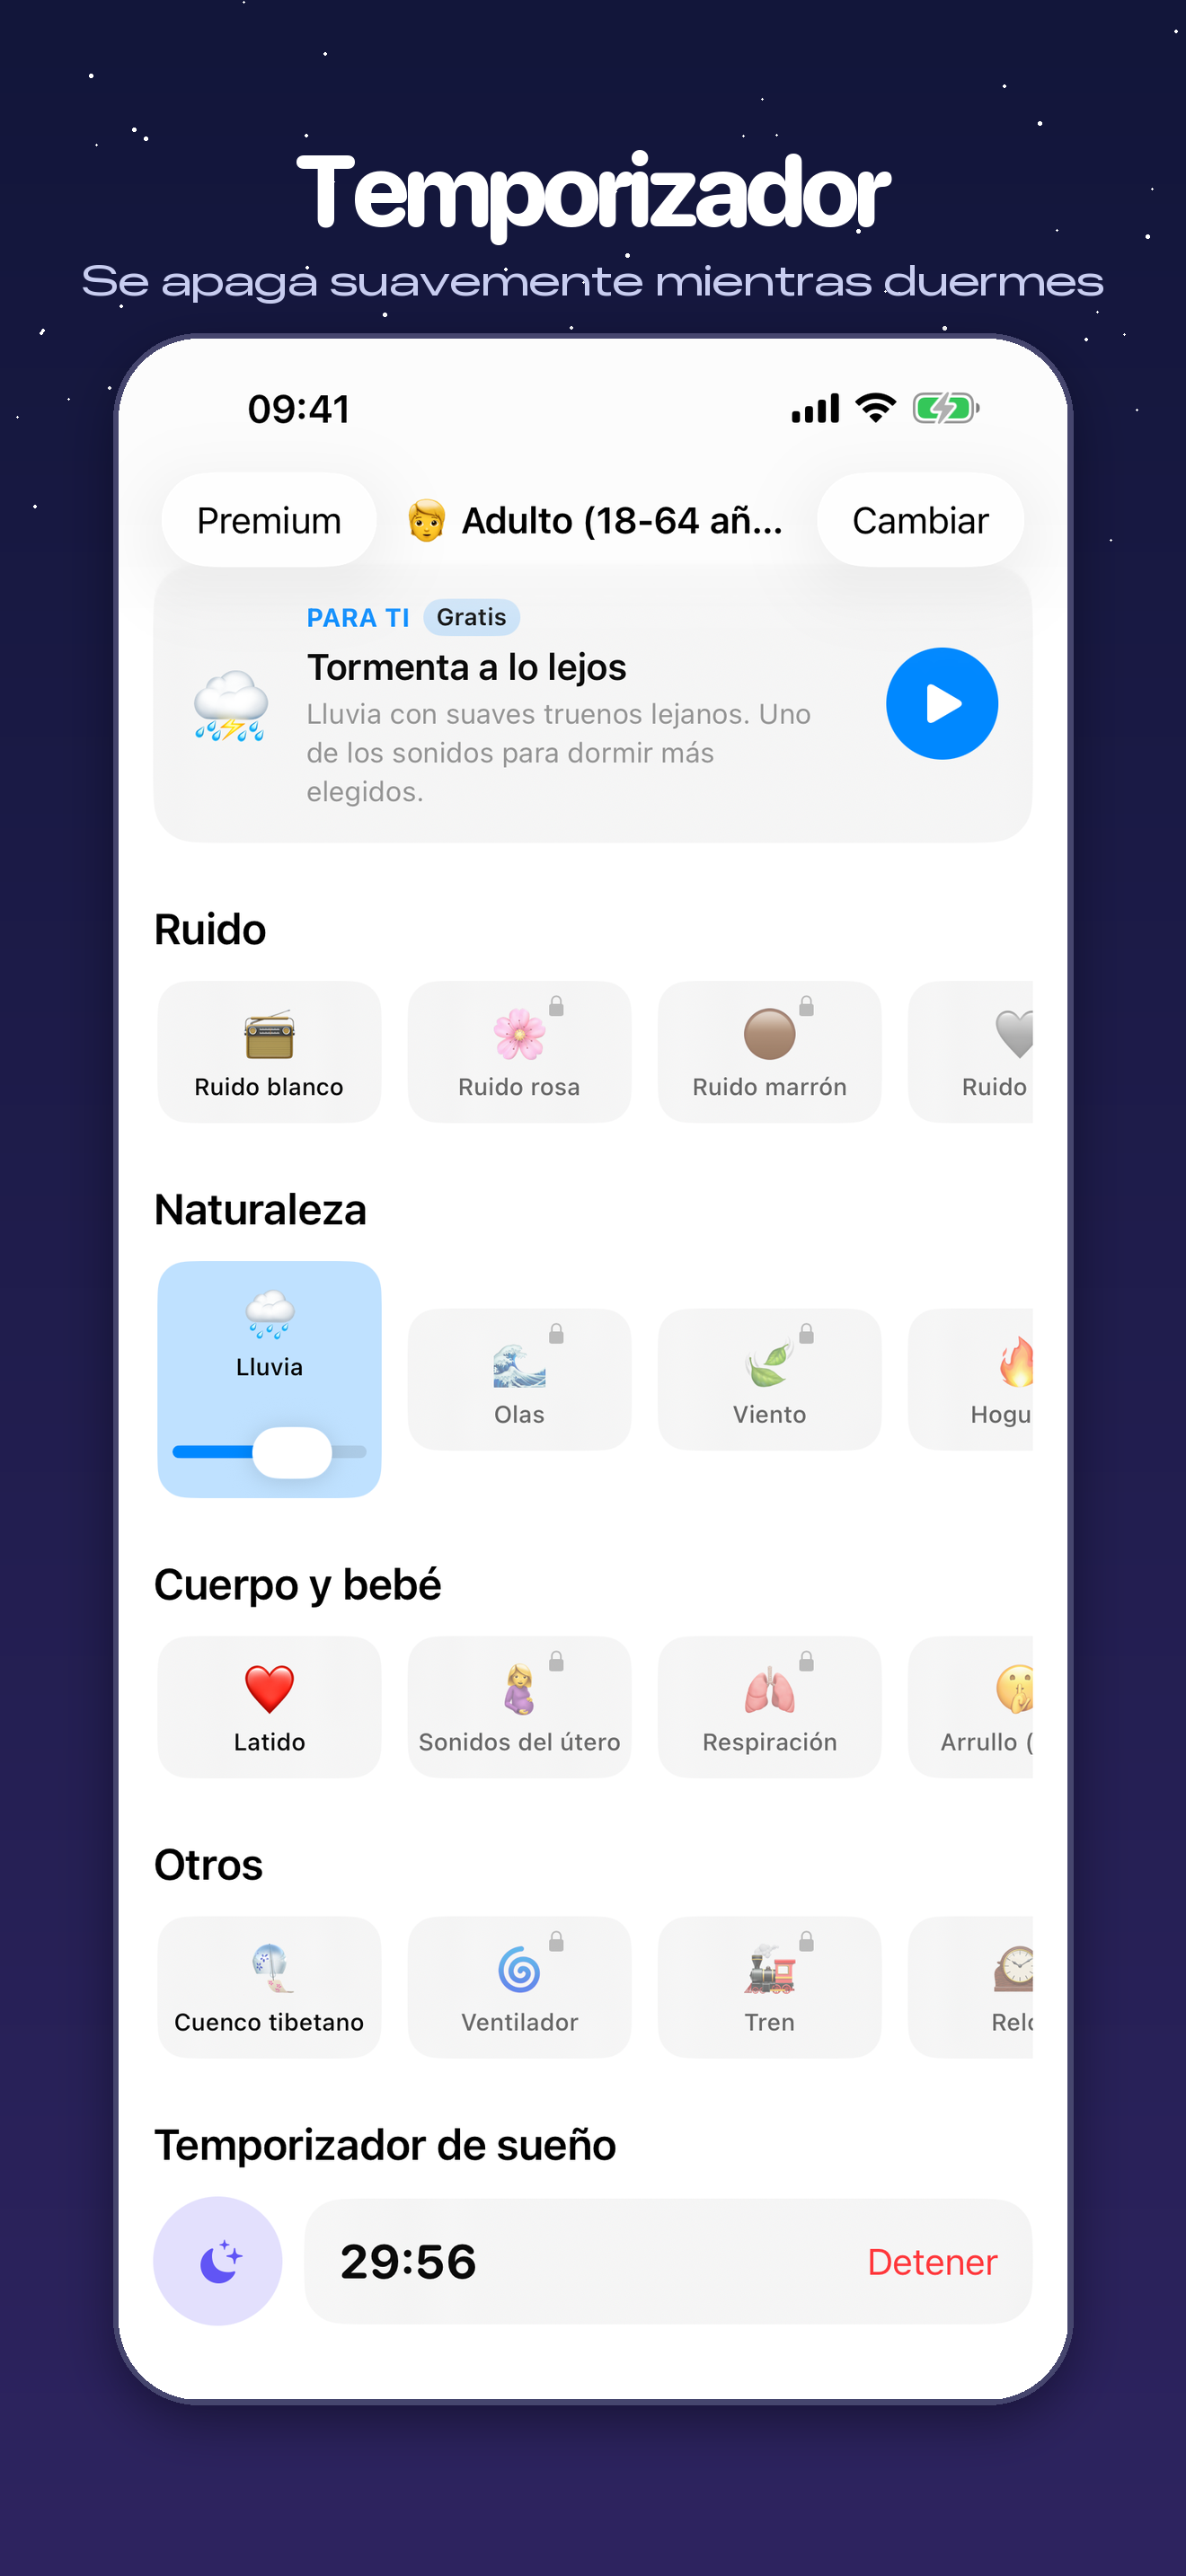 Temporizador
Se apaga suavemente mientras duermes
09:41
Premium
Adulto (18-64 añ...
Cambiar
PARA TI
Gratis
Tormenta a lo lejos
Lluvia con suaves truenos lejanos. Uno
de los sonidos para dormir más
elegidos.
Ruido
Ruido blanco
Ruido rosa
Ruido marrón
Ruido
Naturaleza
Lluvia
Olas
Viento
Hogu
Cuerpo y bebé
Latido
Sonidos del útero
Respiración
Arrullo (
Otros
Cuenco tibetano
Ventilador
Tren
Relo
Temporizador de sueño
29:56
Detener